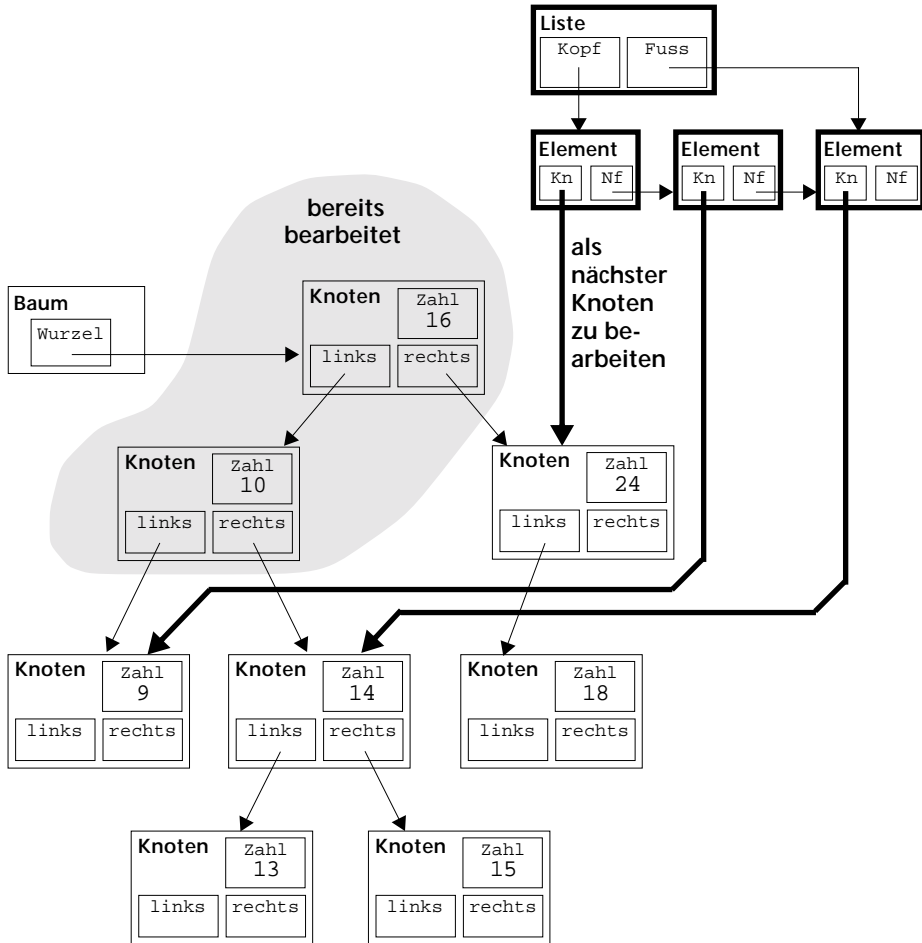 Liste
Kopf Fuss
Element Element Element
Kn Nf Kn Nf Kn Nf
bereits
bearbeitet
als
nächster
Knoten
zu be-
arbeiten
Baum
Wurzel
Knoten Zahl
16
links rechts
Knoten Zahl
10
links rechts
Knoten Zahl
24
links rechts
Knoten Zahl
9
links rechts
Knoten Zahl
14
links rechts
Knoten Zahl
18
links rechts
Knoten Zahl
13
links rechts
Knoten Zahl
15
links rechts